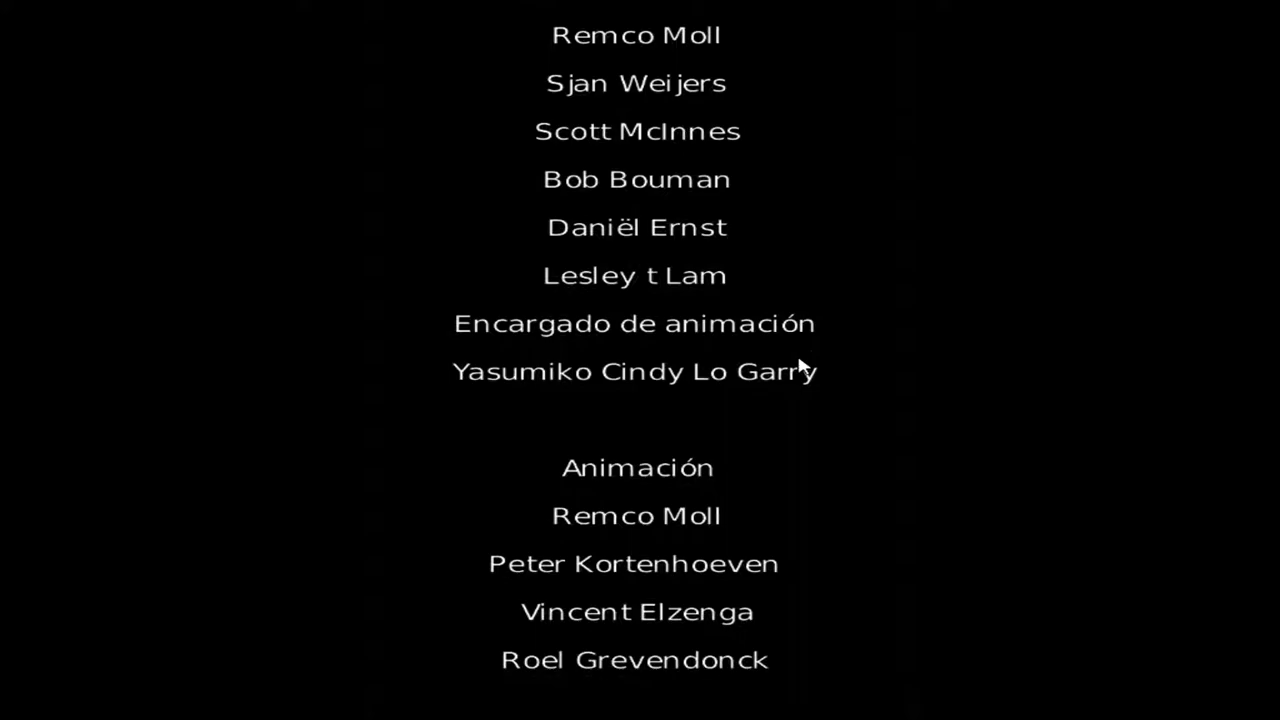 Remco Moll
Sjan Weijers
Scott McInnes
Bob Bouman
Daniël Ernst
Lesley t Lam
Encargado de animación
Yasumiko Cindy Lo Garry
Animación
Remco Moll
Peter Kortenhoeven
Vincent Elzenga
Roel Grevendonck